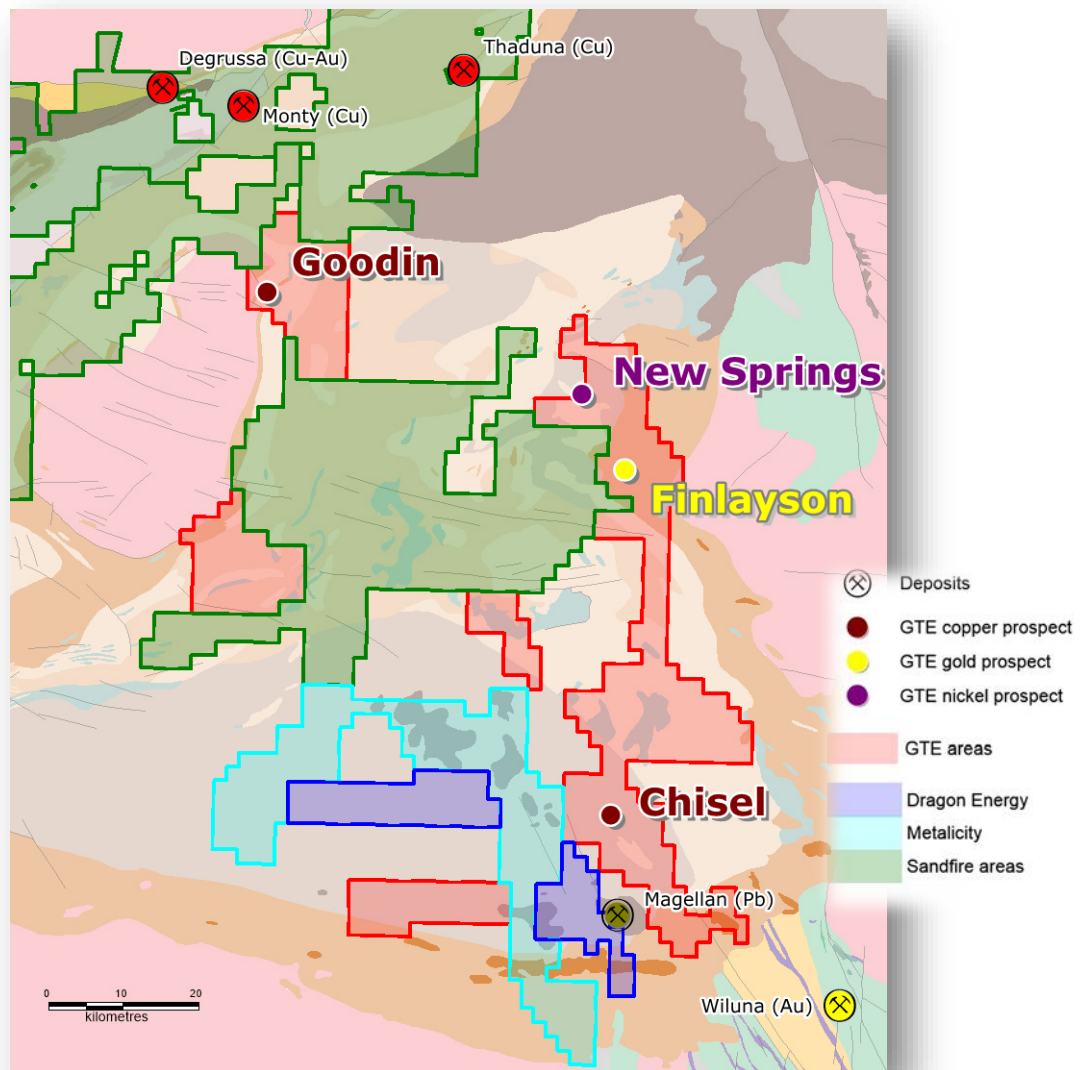 Thaduna (Cu)
Degrussa (Cu-Au)
Monty (Cu)
Goodin
New Springs
Finlayson
Deposits
GTE copper prospect
GTE gold prospect
GTE nickel prospect
GTE areas
Dragon Energy
Metalicity
Sandfire areas
Chisel
Magellan (Pb)
Wiluna (Au)
0 10 20
kilometres